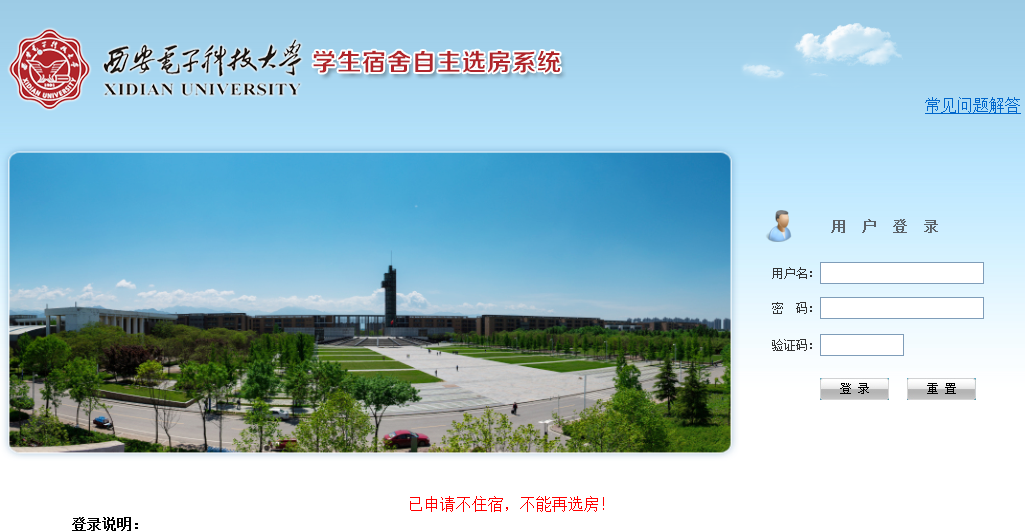 西安电子科技大学 学生宿舍自主选房系统
XIDIAN UNIVERSITY
常见问题解答
用 户 登 录
用户名:
密 码:
验证码:
登 录 重 置
已申请不住宿，不能再选房！
登录说明：